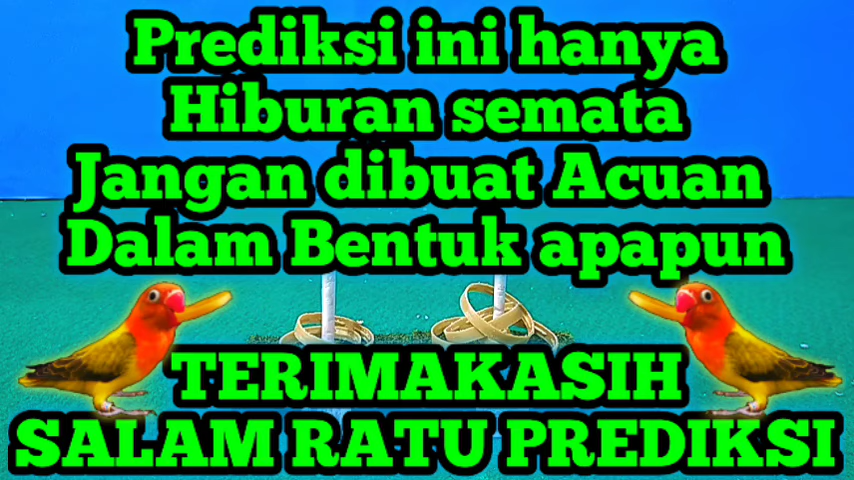 Prediksi ini hanya
Hiburan semata
Jangan dibuat Acuan
Dalam Bentuk apapun
TERIMAKASIH
SALAM RATU PREDIKSI